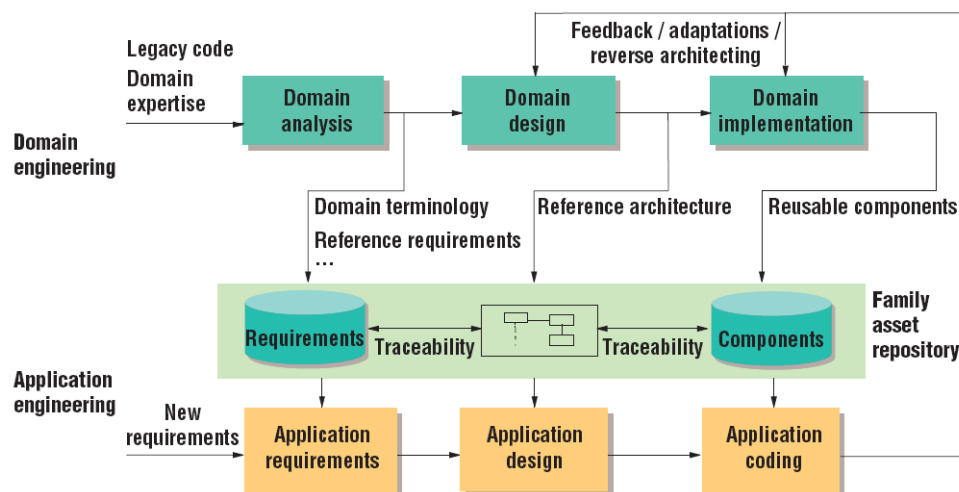 Feedback / adaptations /
reverse architecting
Legacy code
Domain
expertise
Domain
analysis
Domain
design
Domain
implementation
Domain
engineering
Domain terminology
Reference requirements
...
Reference architecture
Reusable components
Family
asset
repository
Requirements
Traceability
Traceability
Components
Application
engineering
New
requirements
Application
requirements
Application
design
Application
coding